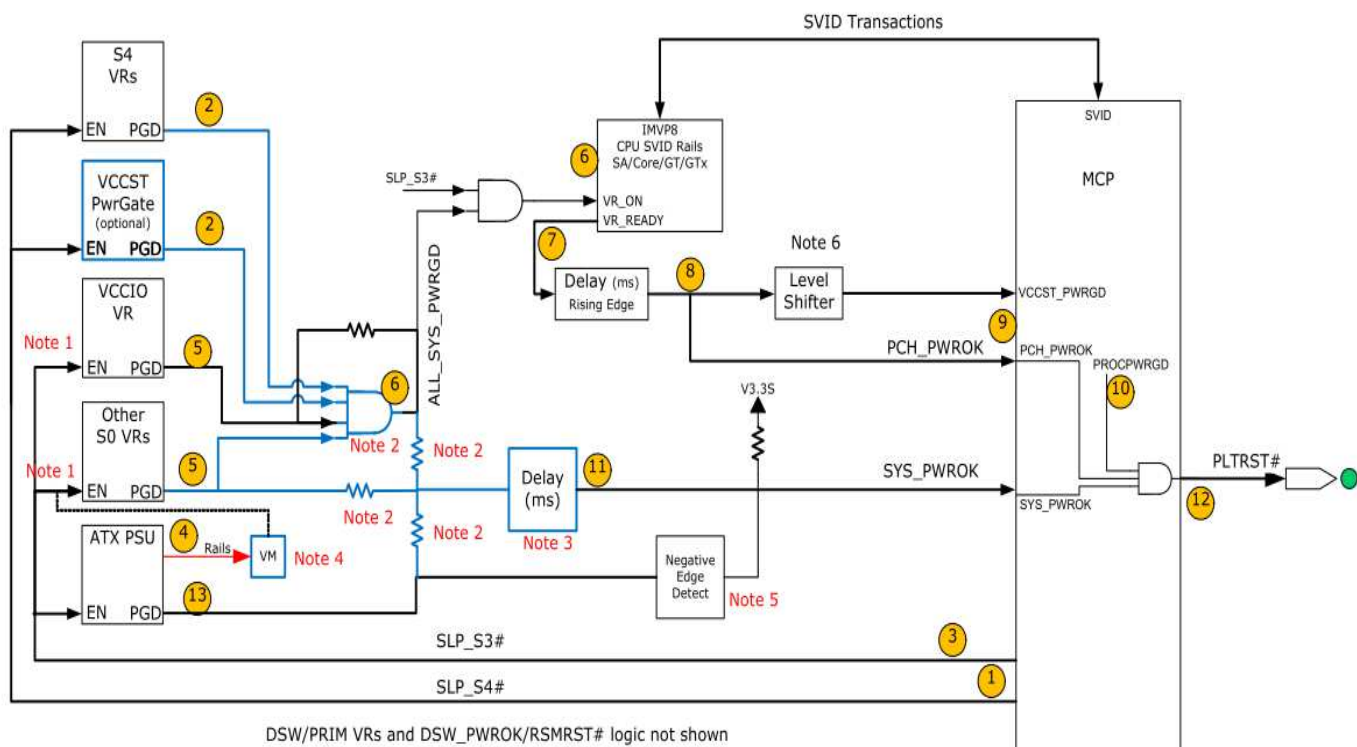 SVID Transactions
S4
VRs
EN PGD
2
VCCST
PwrGate
(optional)
EN PGD
2
VCCIO
VR
Note 1
EN PGD
5
Other
S0 VRs
Note 1
EN PGD
5
ATX PSU
4
Rails
VM
Note 4
EN PGD
13
SLP_S3#
ALL_SYS_PWRGD
6
Note 2
Note 2
Note 2
Note 2
6
IMVP8
CPU SVID Rails
SA/Core/GT/GTx
VR_ON
VR_READY
7
Delay (ms)
Rising Edge
8
Note 6
Level
Shifter
PCH_PWROK
V3.3S
Delay
(ms)
Note 3
11
SYS_PWROK
Negative
Edge
Detect
Note 5
SVID
MCP
VCCST_PWRGD
9
PCH_PWROK
PROCPWRGD
10
SYS_PWROK
PLTRST#
12
SLP_S3#
3
SLP_S4#
1
DSW/PRIM VRs and DSW_PWROK/RSMRST# logic not shown